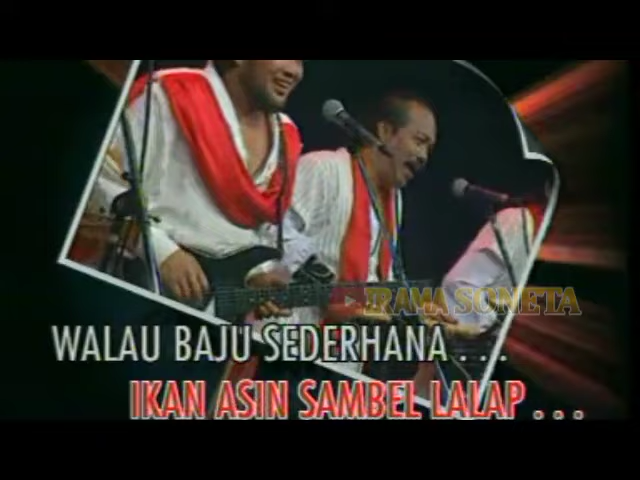 IRAMA SONETA
WALAU BAJU SEDERHANA . . .
IKAN ASIN SAMBEL LALAP . . .